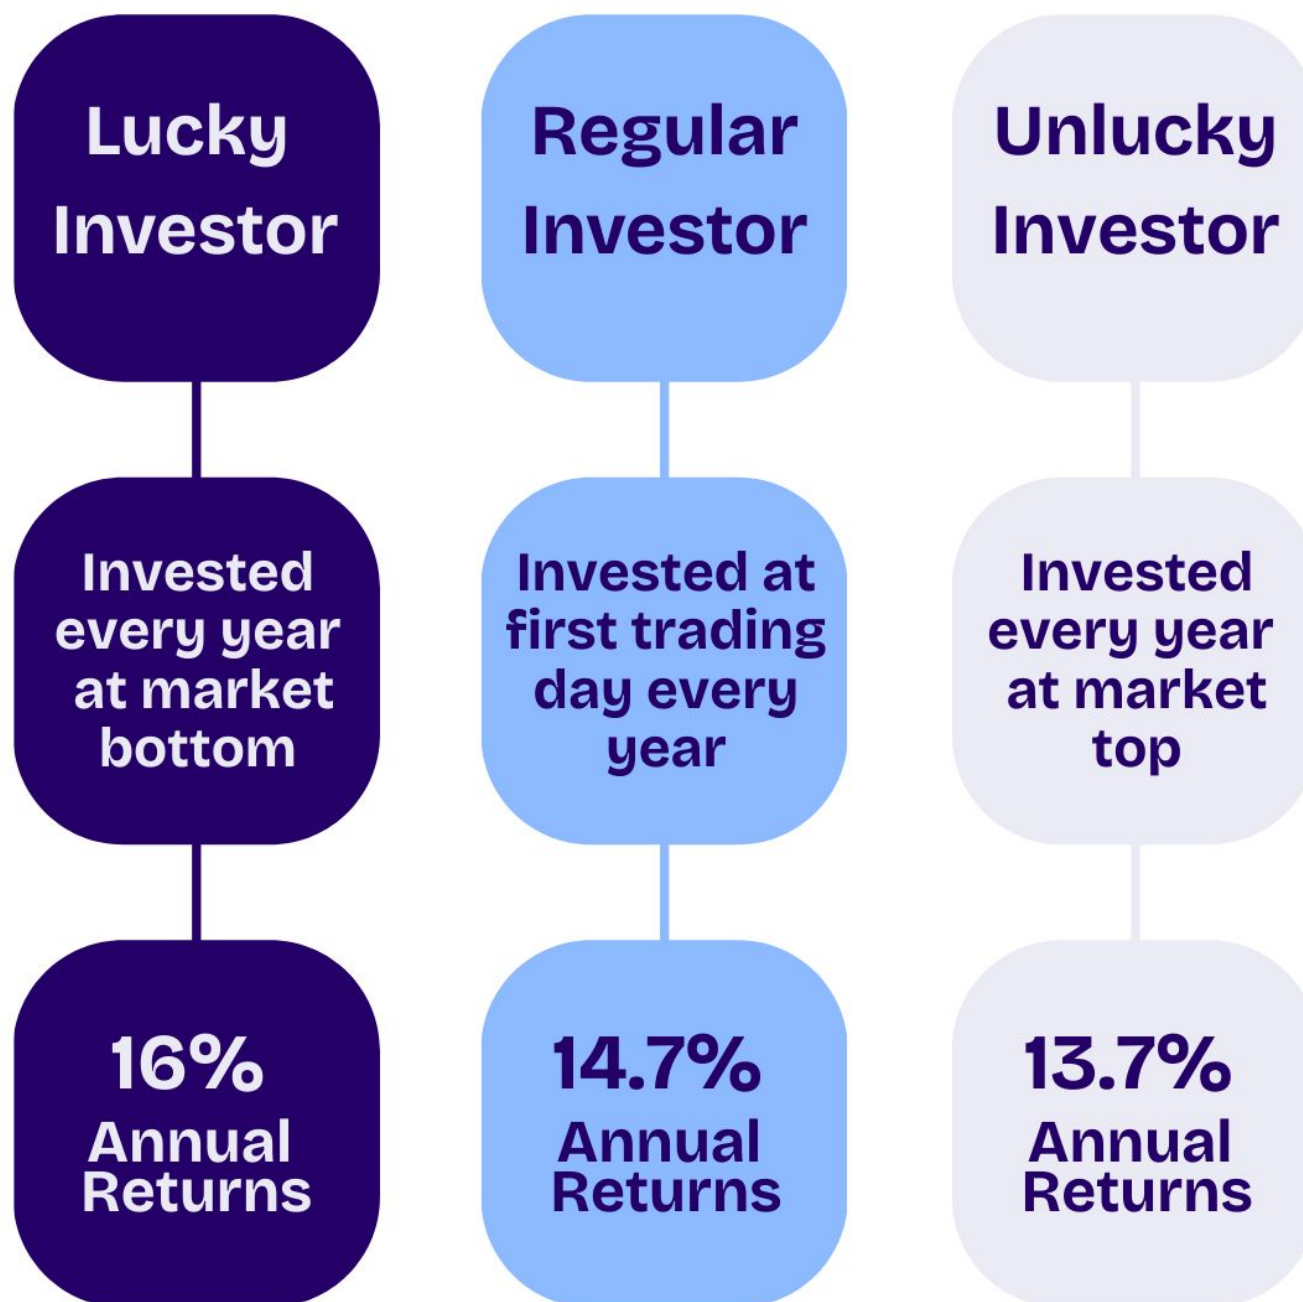 Lucky
Investor
Invested
every year
at market
bottom
16%
Annual
Returns
Regular
Investor
Invested at
first trading
day every
year
14.7%
Annual
Returns
Unlucky
Investor
Invested
every year
at market
top
13.7%
Annual
Returns